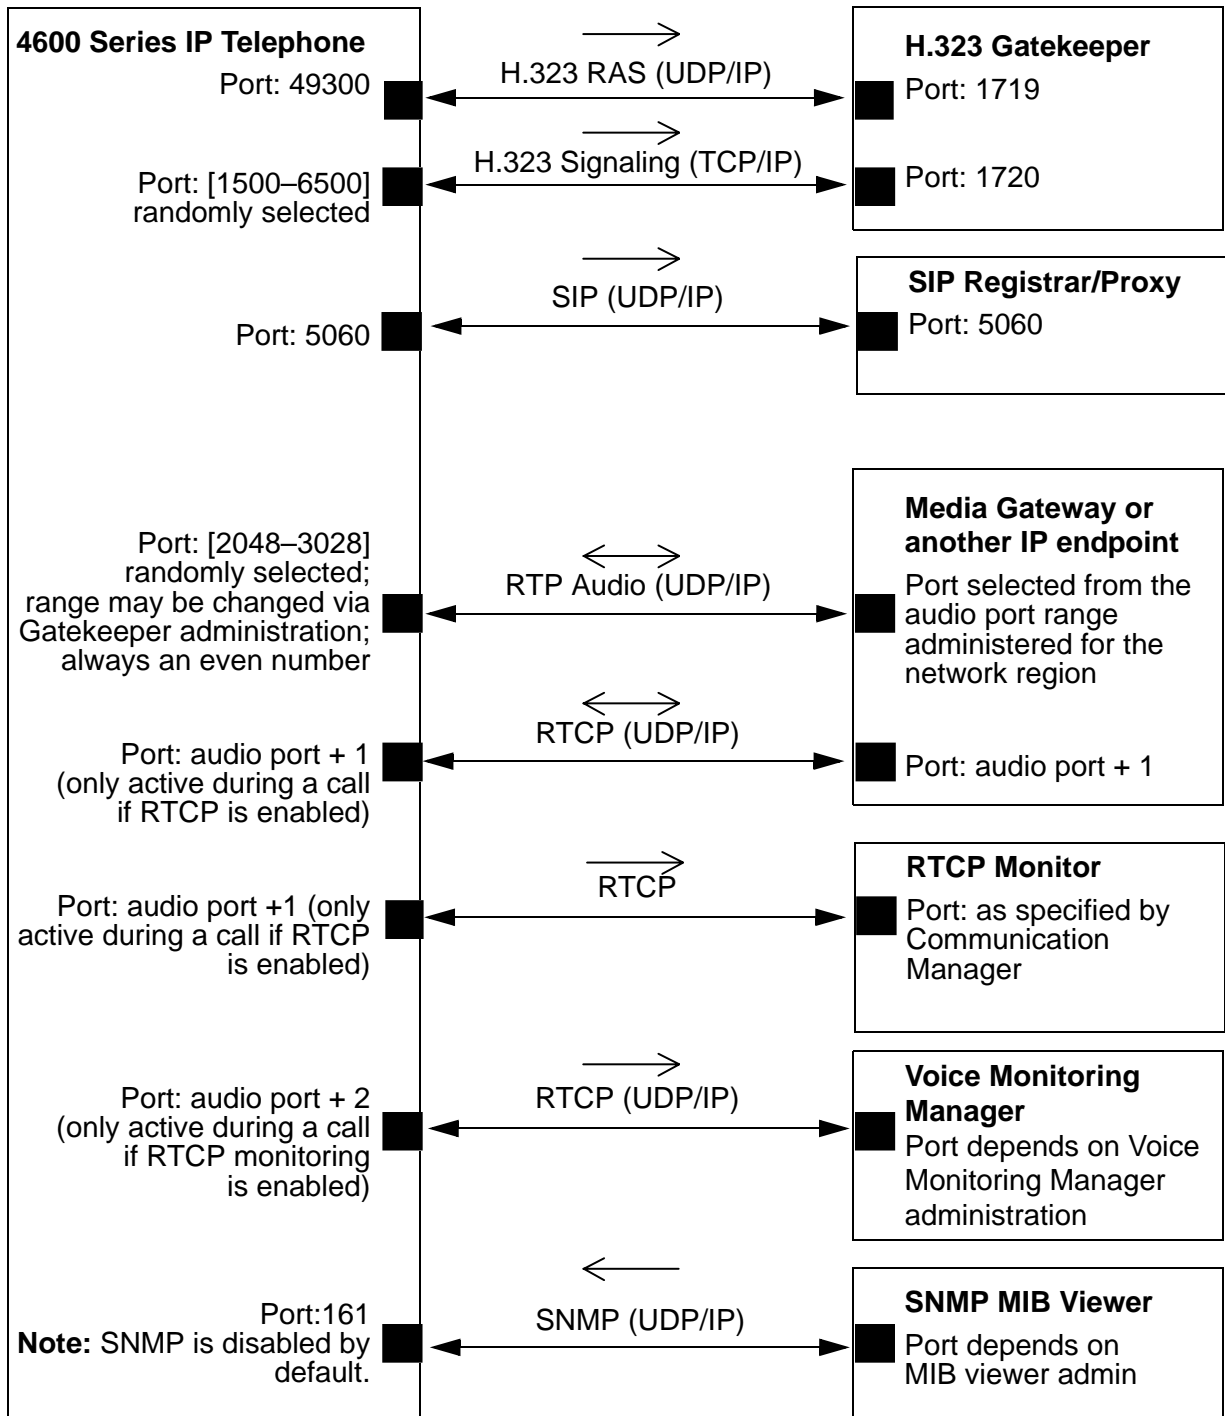 4600 Series IP Telephone
Port: 49300
H.323 RAS (UDP/IP)
H.323 Gatekeeper
Port: 1719
Port: [1500–6500]
randomly selected
H.323 Signaling (TCP/IP)
Port: 1720
Port: 5060
SIP (UDP/IP)
SIP Registrar/Proxy
Port: 5060
Port: [2048–3028]
randomly selected;
range may be changed via
Gatekeeper administration;
always an even number
RTP Audio (UDP/IP)
Media Gateway or
another IP endpoint
Port selected from the
audio port range
administered for the
network region
Port: audio port + 1
(only active during a call
if RTCP is enabled)
RTCP (UDP/IP)
Port: audio port + 1
Port: audio port +1 (only
active during a call if RTCP
is enabled)
RTCP
RTCP Monitor
Port: as specified by
Communication
Manager
Port: audio port + 2
(only active during a call
if RTCP monitoring
is enabled)
RTCP (UDP/IP)
Voice Monitoring
Manager
Port depends on Voice
Monitoring Manager
administration
Port:161
Note: SNMP is disabled by
default.
SNMP (UDP/IP)
SNMP MIB Viewer
Port depends on
MIB viewer admin